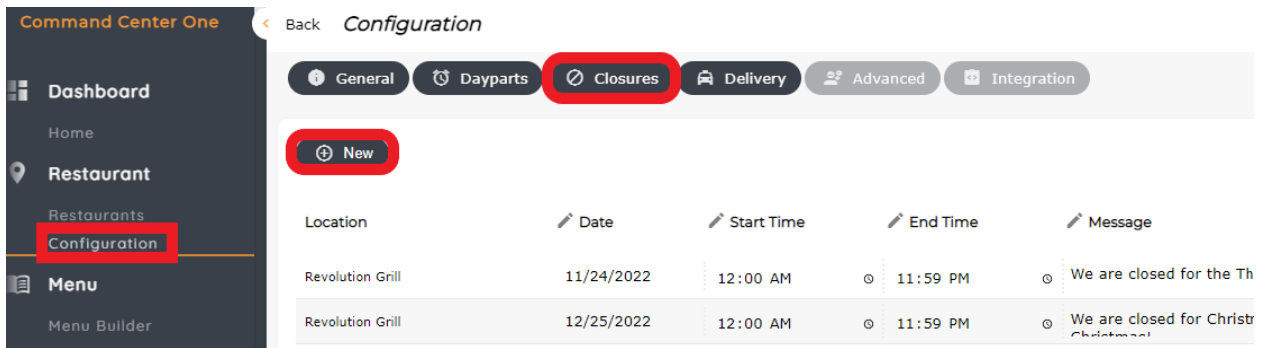 Command Center One
Back Configuration
General Dayparts Closures Delivery Advanced Integration
Dashboard
Home
New
Restaurant
Restaurants
Configuration
Location Date Start Time End Time Message
Menu
Revolution Grill 11/24/2022 12:00 AM 11:59 PM We are closed for the Th
Menu Builder
Revolution Grill 12/25/2022 12:00 AM 11:59 PM We are closed for Christm
Christmas!